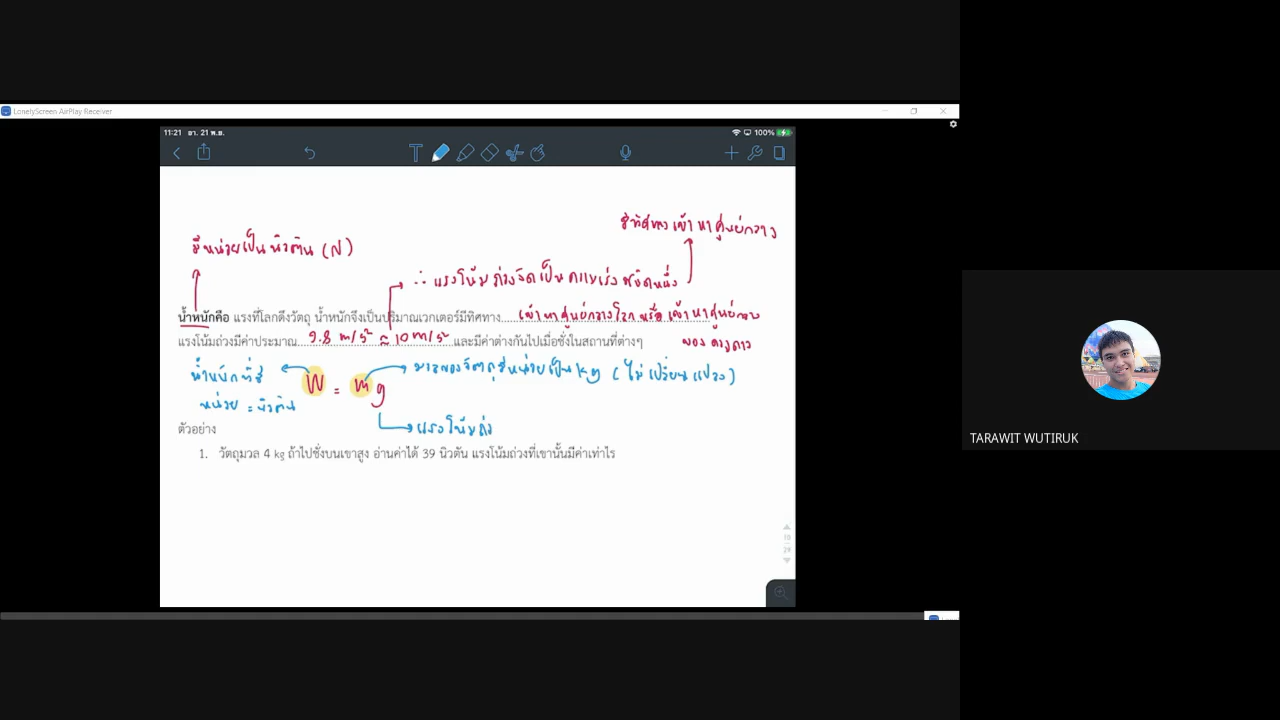 LonelyScreen AirPlay Receiver
11:21 อา. 21 พ.ย.
100%
มีทิศทางเข้าหาศูนย์กลาง
มีหน่วยเป็นนิวตัน (N)
∴ แรงโน้มถ่วงจัดเป็นความเร่งชนิดหนึ่ง
น้ำหนักคือ แรงที่โลกดึงวัตถุ น้ำหนักจึงเป็นปริมาณเวกเตอร์มีทิศทาง เข้าหาศูนย์กลางโลกหรือเข้าหาศูนย์กลาง
แรงโน้มถ่วงมีค่าประมาณ 9.8 m/s² ≈ 10 m/s² และมีค่าต่างกันไปเมื่อชั่งในสถานที่ต่างๆ ของดวงดาว
น้ำหนักที่มี W = mg มวลของวัตถุมีหน่วยเป็น kg (ไม่เปลี่ยนแปลง)
หน่วย = นิวตัน
แรงโน้มถ่วง
ตัวอย่าง
1. วัตถุมวล 4 kg ถ้าไปชั่งบนเขาสูง อ่านค่าได้ 39 นิวตัน แรงโน้มถ่วงที่เขานั้นมีค่าเท่าไร
TARAWIT WUTIRUK